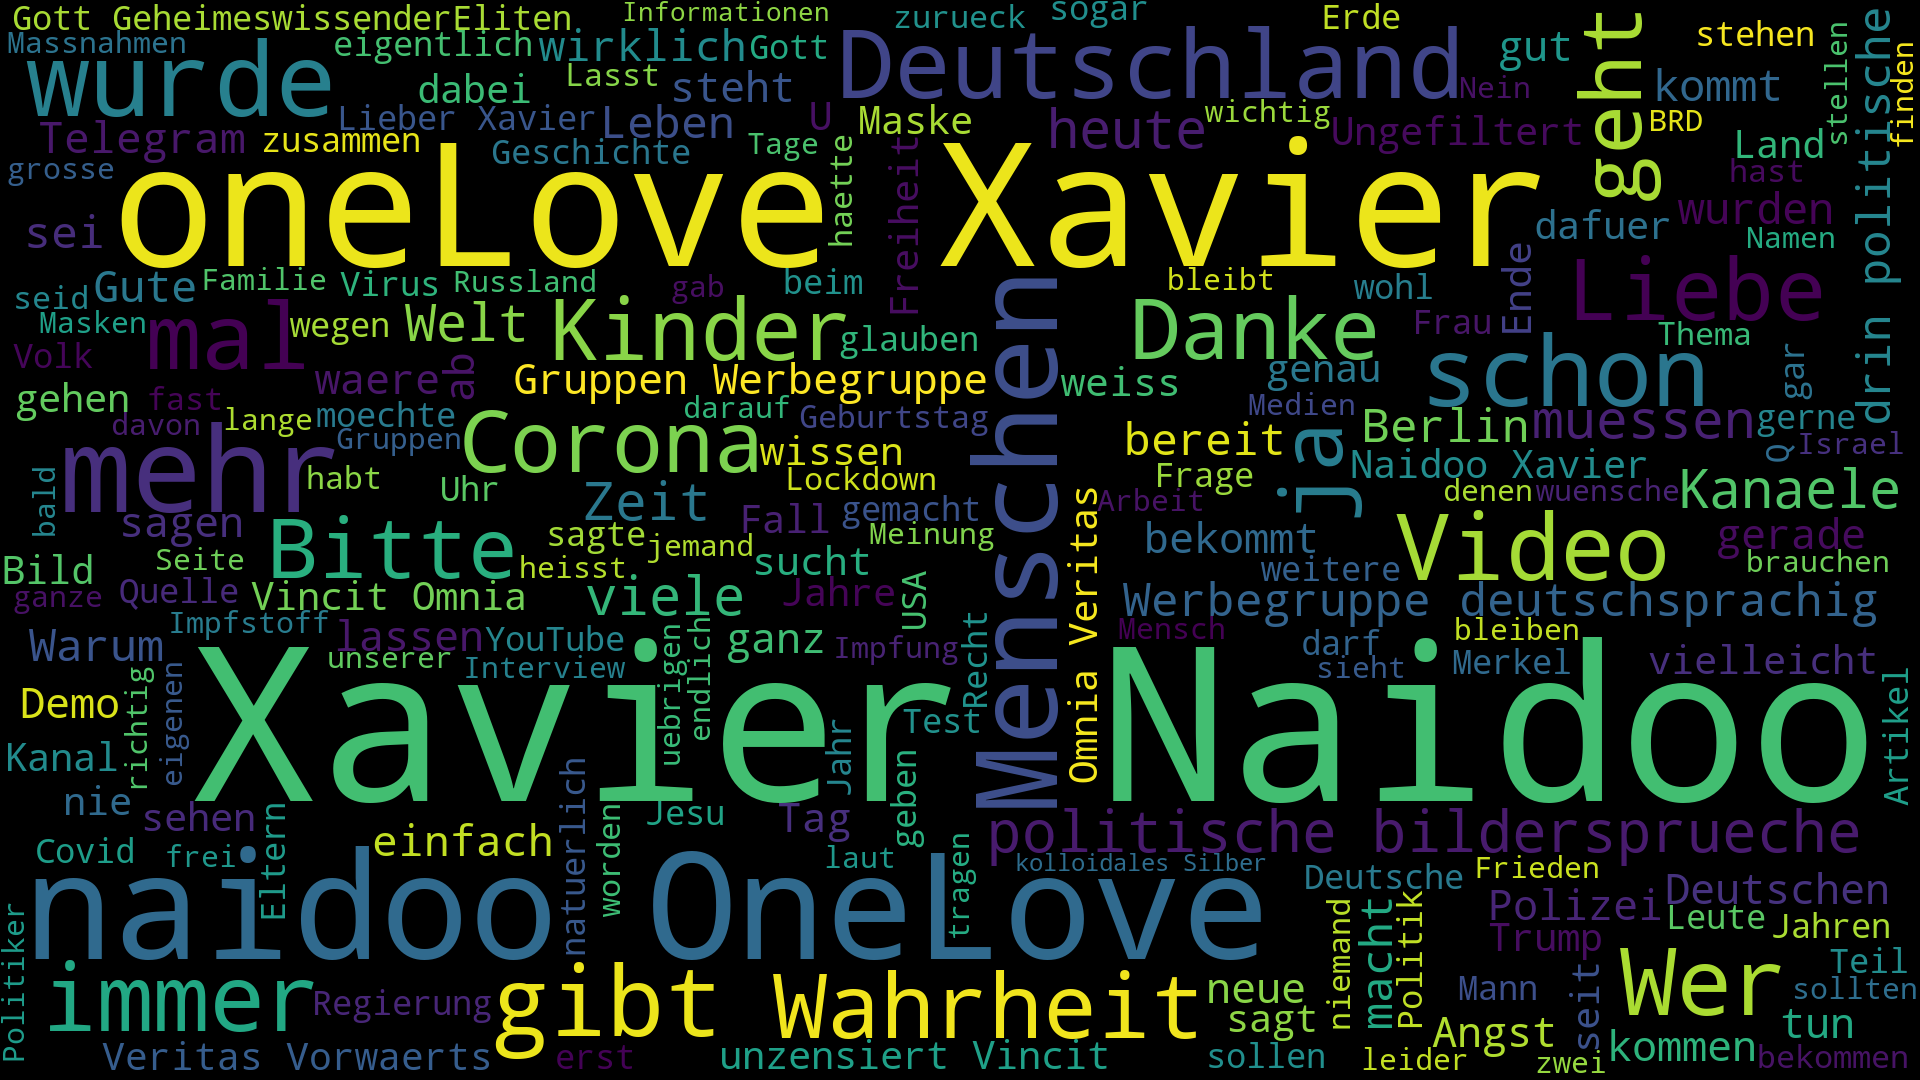 Gott GeheimeswissenderEliten
Informationen
zurueck
sogar
Erde
stehen
Massnahmen
eigentlich
wirklich
Gott
Deutschland
gut
geht
politische
drin
stellen
finden
wurde
dabei
Lasst
steht
Nein
kommt
Telegram
zusammen
Lieber Xavier
Leben
U
Maske
heute
wichtig
Ungefiltert
BRD
Land
grosse
Geschichte
Tage
haette
Freiheit
hast
sei
oneLove Xavier
dafuer
wurden
Namen
seid
Gute
Familie
Virus
Russland
gab
beim
bleibt
wohl
Ende
Liebe
Masken
mal
wegen
Welt
Kinder
glauben
Menschen
Danke
Frau
Thema
Volk
waere
ab
Gruppen Werbegruppe
weiss
genau
schon
gar
gehen
fast
davon
lange
moechte
Gruppen
darauf
Geburtstag
Medien
Berlin
muessen
gerne
mehr
Corona
wissen
bereit
ja
Q
Israel
bald
habt
Uhr
Lockdown
Frage
Naidoo Xavier
denen
wuensche
Kanaele
sagen
Zeit
Fall
gemacht
Arbeit
Bitte
sagte
jemand
Meinung
bekommt
Video
gerade
Bild
Seite
heisst
sucht
weitere
brauchen
ganze
Quelle
Vincit Omnia
viele
Jahre
USA
Omnia Veritas
Werbegruppe deutschsprachig
Warum
Impfstoff
lassen
YouTube
uebrigen
endlich
ganz
Impfung
Recht
Mensch
darf
bleiben
unserer
Interview
sieht
Merkel
vielleicht
Demo
richtig
eigenen
Xavier Naidoo
Test
Artikel
Kanal
Jahr
geben
nie
sehen
Eltern
einfach
natuerlich
worden
Jesu
Tag
politische bildersprueche
Covid
frei
laut
tragen
kolloidales Silber
Deutsche
Frieden
naidoo OneLove
Polizei
Deutschen
Leute
Jahren
Politiker
niemand
macht
Politik
Trump
immer
Regierung
gibt Wahrheit
neue
sagt
Mann
seit
Wer
Teil
sollten
Angst
tun
Veritas Vorwaerts
erst
unzensiert Vincit
sollen
leider
zwei
kommen
bekommen